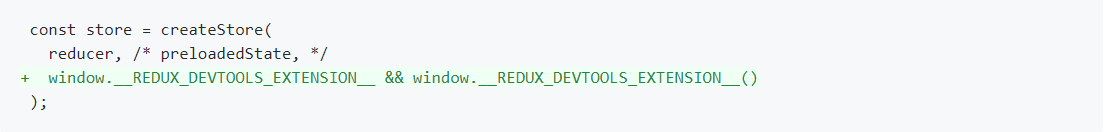 const store = createStore(
reducer, /* preloadedState, */
+ window.__REDUX_DEVTOOLS_EXTENSION__ && window.__REDUX_DEVTOOLS_EXTENSION__()
);